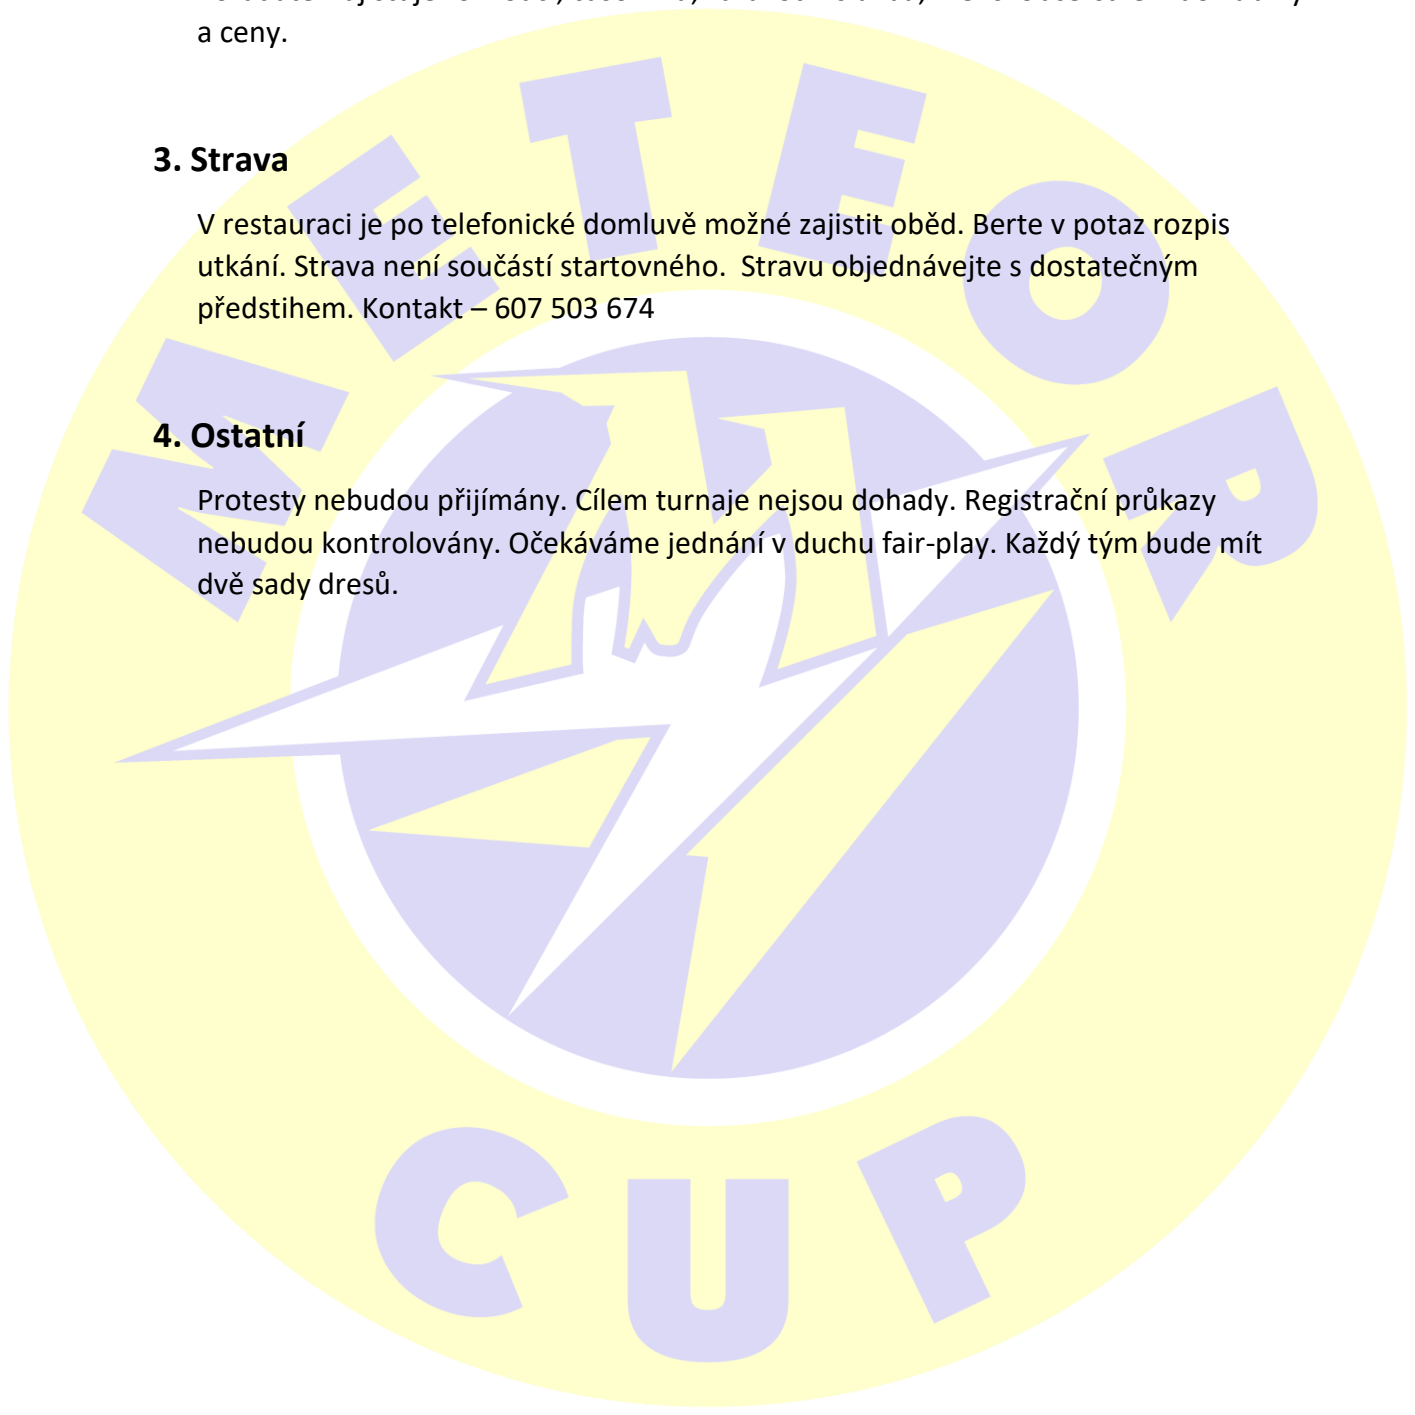 a ceny.
3. Strava
V restauraci je po telefonické domluvě možné zajistit oběd. Berte v potaz rozpis
utkání. Strava není součástí startovného.  Stravu objednávejte s dostatečným
předstihem. Kontakt – 607 503 674
4. Ostatní
Protesty nebudou přijímány. Cílem turnaje nejsou dohady. Registrační průkazy
nebudou kontrolovány. Očekáváme jednání v duchu fair-play. Každý tým bude mít
dvě sady dresů.
METEOR
CUP